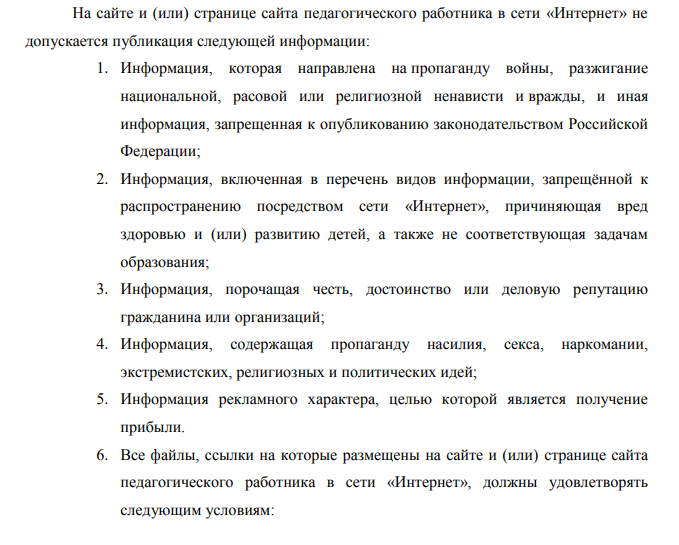 На сайте и (или) странице сайта педагогического работника в сети «Интернет» не
допускается публикация следующей информации:
1. Информация, которая направлена на пропаганду войны, разжигание
национальной, расовой или религиозной ненависти и вражды, и иная
информация, запрещенная к опубликованию законодательством Российской
Федерации;
2. Информация, включенная в перечень видов информации, запрещённой к
распространению посредством сети «Интернет», причиняющая вред
здоровью и (или) развитию детей, а также не соответствующая задачам
образования;
3. Информация, порочащая честь, достоинство или деловую репутацию
гражданина или организаций;
4. Информация, содержащая пропаганду насилия, секса, наркомании,
экстремистских, религиозных и политических идей;
5. Информация рекламного характера, целью которой является получение
прибыли.
6. Все файлы, ссылки на которые размещены на сайте и (или) странице сайта
педагогического работника в сети «Интернет», должны удовлетворять
следующим условиям: